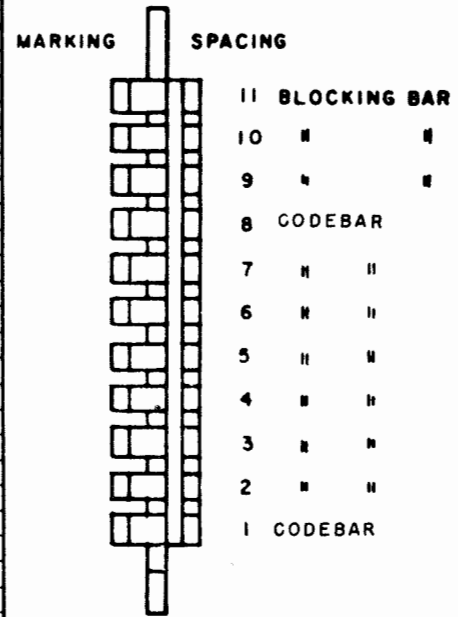 MARKING SPACING
11 BLOCKING BAR
10 " "
9 " "
8 CODEBAR
7 " "
6 " "
5 " "
4 " "
3 " "
2 " "
1 CODEBAR